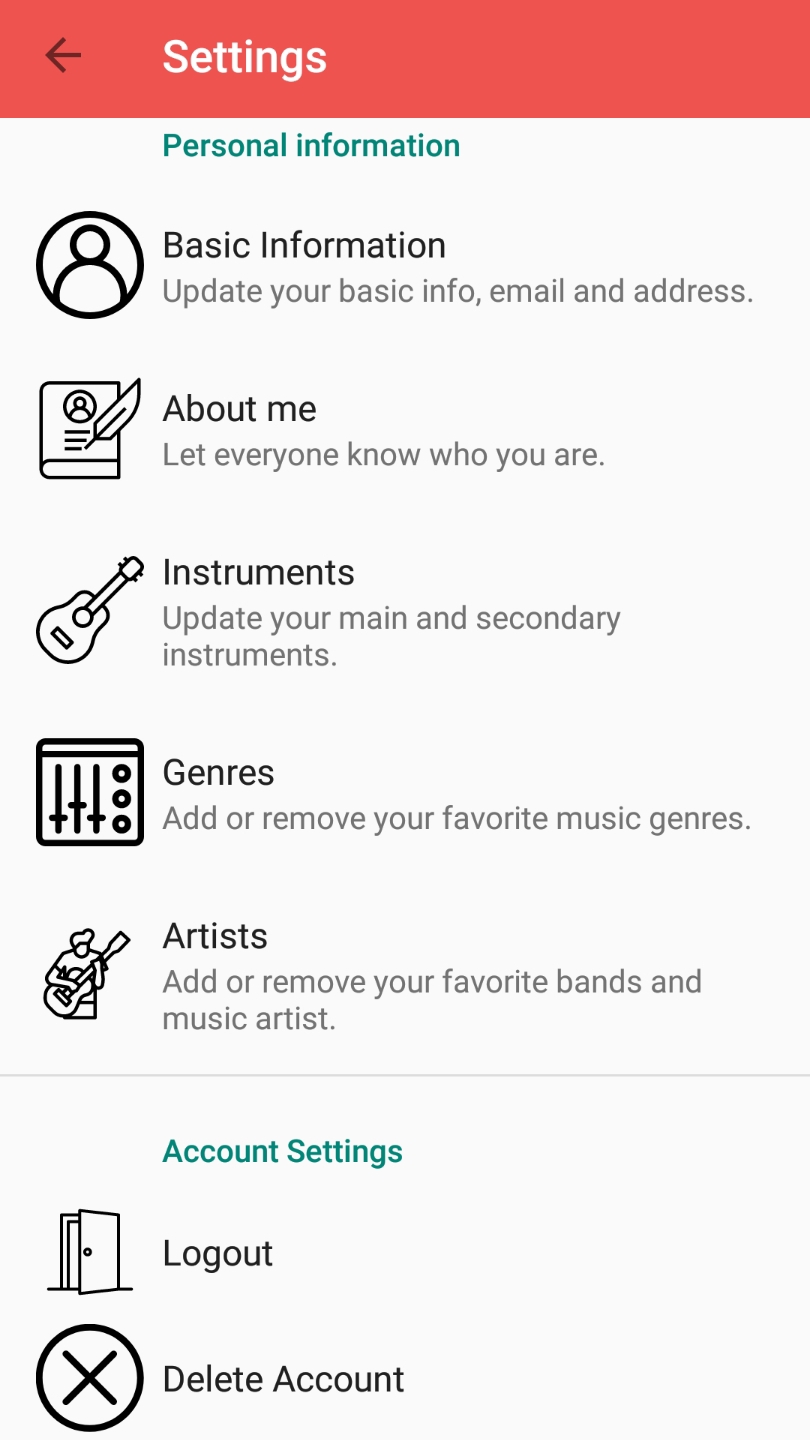 Settings
Personal information
Basic Information
Update your basic info, email and address.
About me
Let everyone know who you are.
Instruments
Update your main and secondary
instruments.
Genres
Add or remove your favorite music genres.
Artists
Add or remove your favorite bands and
music artist.
Account Settings
Logout
Delete Account